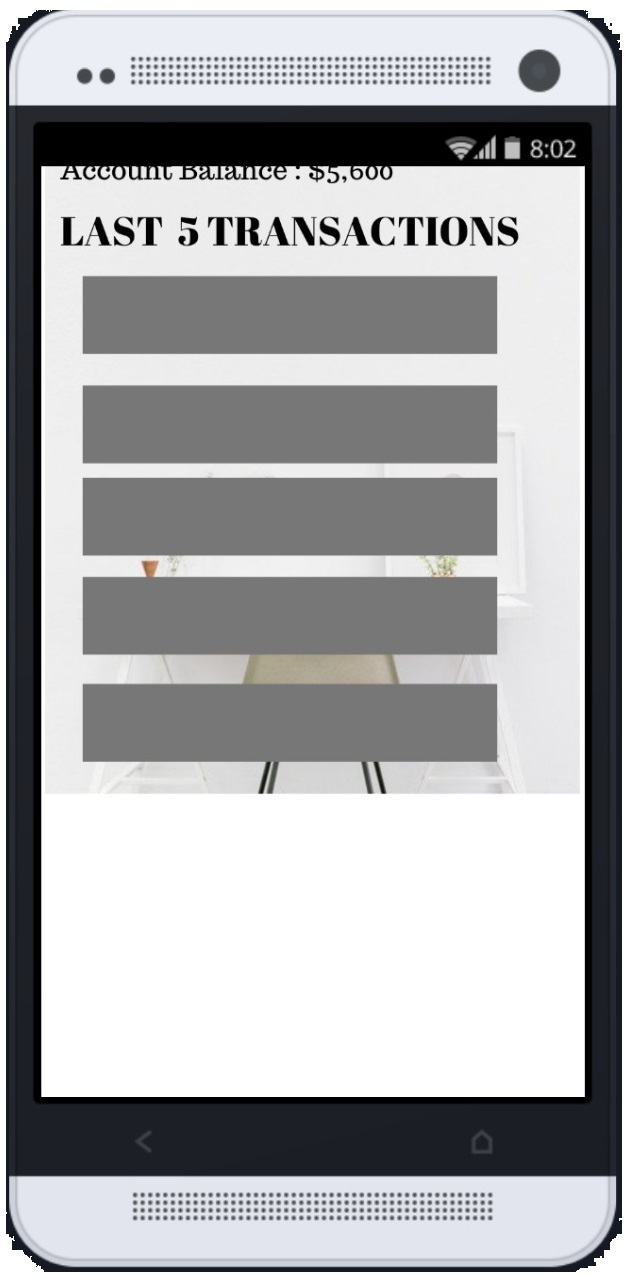 8:02
Account Balance : $5,600
LAST 5 TRANSACTIONS